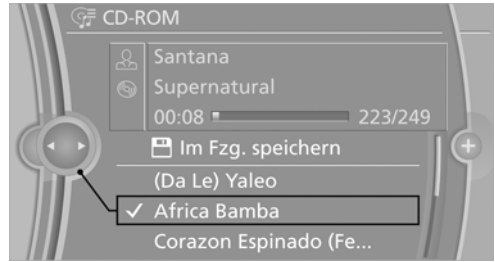 CD-ROM
Santana
Supernatural
00:08 223/249
Im Fzg. speichern
(Da Le) Yaleo
Africa Bamba
Corazon Espinado (Fe...